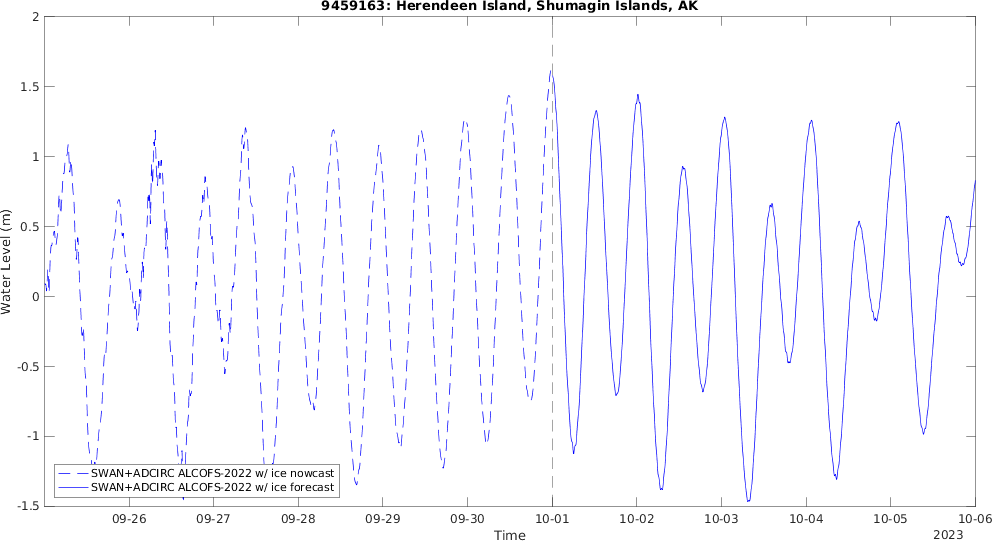 9459163: Herendeen Island, Shumagin Islands, AK
2
1.5
1
0.5
0
-0.5
-1
-1.5
Water Level (m)
SWAN+ADCIRC ALCOFS-2022 w/ ice nowcast
SWAN+ADCIRC ALCOFS-2022 w/ ice forecast
09-26 09-27 09-28 09-29 09-30 10-01 10-02 10-03 10-04 10-05 10-06
Time
2023